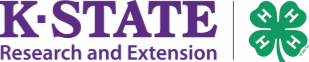 K-STATE
Research and Extension
H H
H H